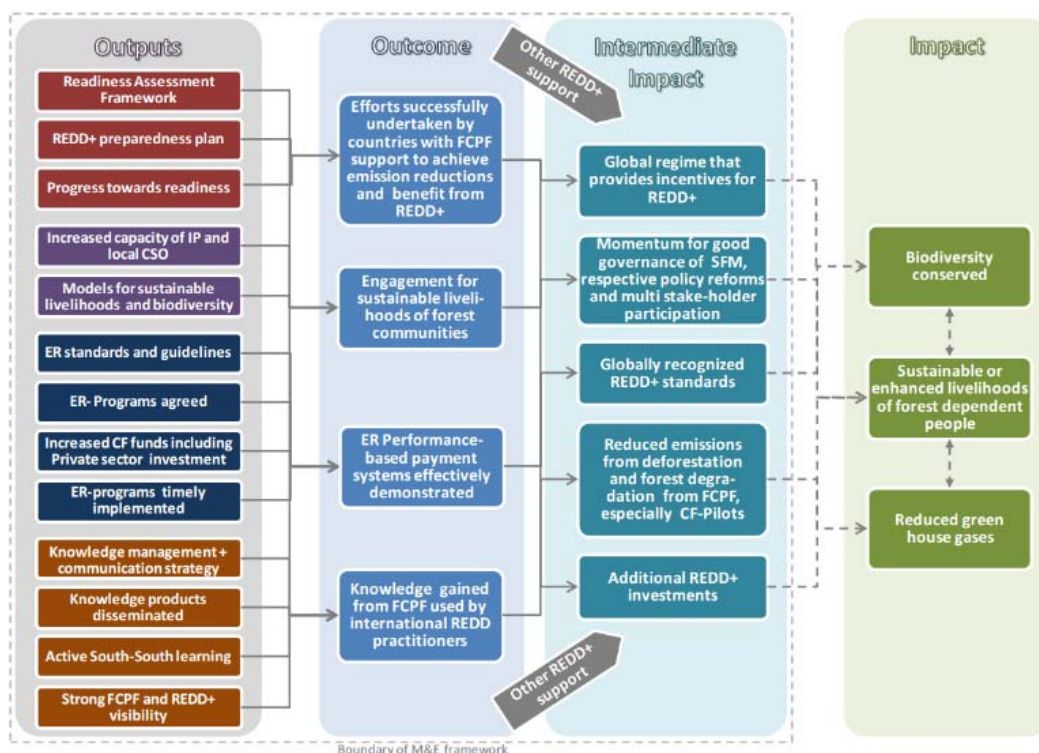 Outputs
Readiness Assessment
Framework
REDD+ preparedness plan
Progress towards readiness
Increased capacity of IP and
local CSO
Models for sustainable
livelihoods and biodiversity
ER standards and guidelines
ER- Programs agreed
Increased CF funds including
Private sector investment
ER-programs timely
implemented
Knowledge management +
communication strategy
Knowledge products
disseminated
Active South-South learning
Strong FCPF and REDD+
visibility
Outcome
Efforts successfully
undertaken by
countries with FCPF
support to achieve
emission reductions
and benefit from
REDD+
Engagement for
sustainable liveli-
hoods of forest
communities
ER Performance-
based payment
systems effectively
demonstrated
Knowledge gained
from FCPF used by
international REDD
practitioners
Other REDD+
support
Intermediate
Impact
Global regime that
provides incentives for
REDD+
Momentum for good
governance of SFM,
respective policy reforms
and multi stake-holder
participation
Globally recognized
REDD+ standards
Reduced emissions
from deforestation
and forest degra-
dation from FCPF,
especially CF-Pilots
Additional REDD+
investments
Other REDD+
support
Impact
Biodiversity
conserved
Sustainable or
enhanced livelihoods
of forest dependent
people
Reduced green
house gases
Boundary of M&E framework